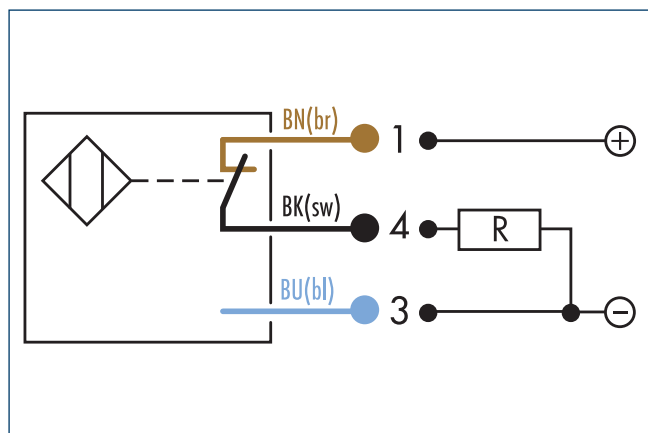 BN(br) 1 +
BK(sw) 4 R
BU(bl) 3 −